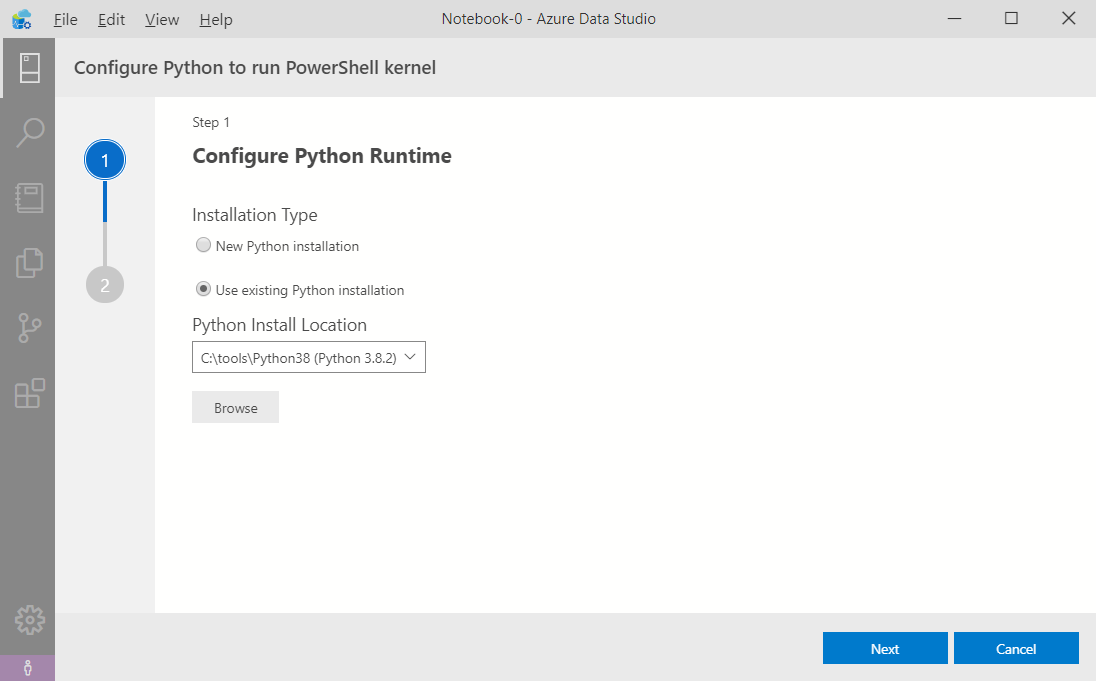 File Edit View Help Notebook-0 - Azure Data Studio
Configure Python to run PowerShell kernel
Step 1
1
Configure Python Runtime
Installation Type
New Python installation
2
Use existing Python installation
Python Install Location
C:\tools\Python38 (Python 3.8.2)
Browse
Next Cancel